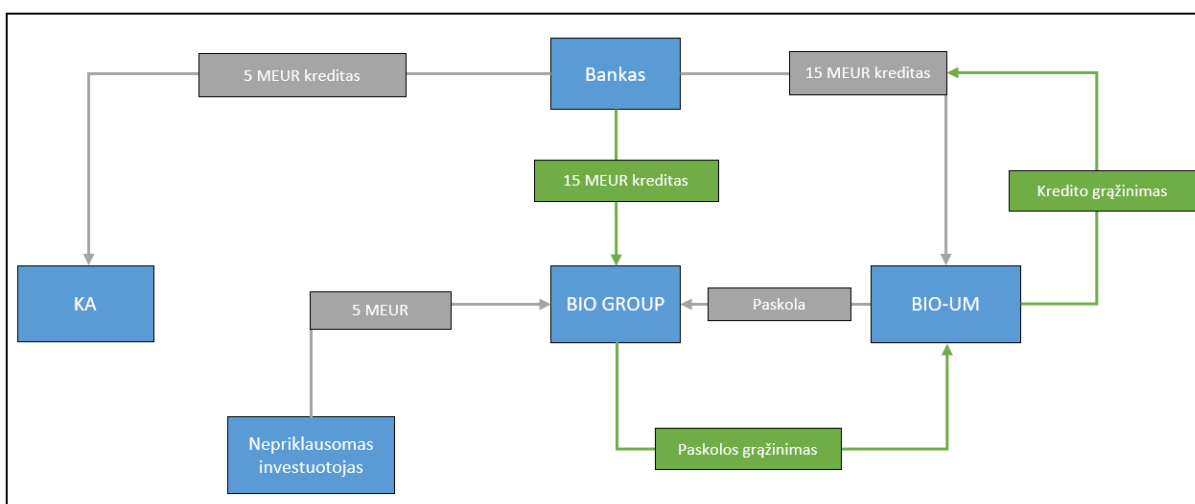 5 MEUR kreditas
Bankas
15 MEUR kreditas
15 MEUR kreditas
Kredito grąžinimas
KA
5 MEUR
BIO GROUP
Paskola
BIO-UM
Nepriklausomas
investuotojas
Paskolos grąžinimas